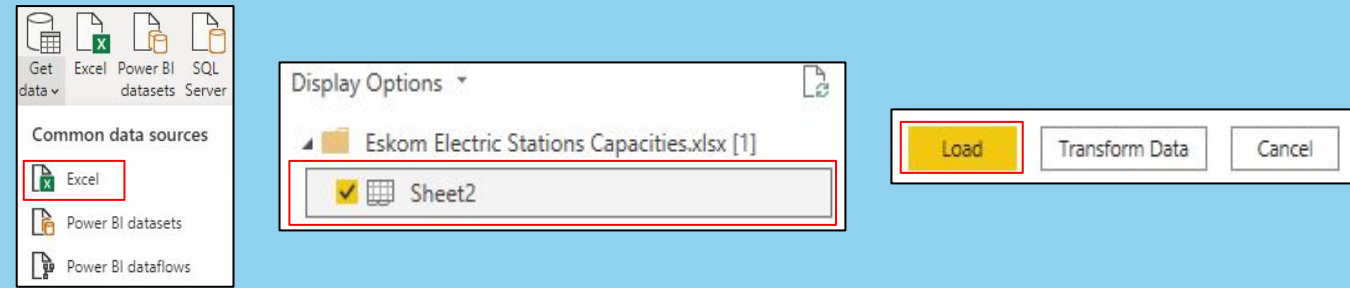 Get data
Excel
Power BI datasets
SQL Server
Common data sources
Excel
Power BI datasets
Power BI dataflows
Display Options
Eskom Electric Stations Capacities.xlsx [1]
Sheet2
Load
Transform Data
Cancel